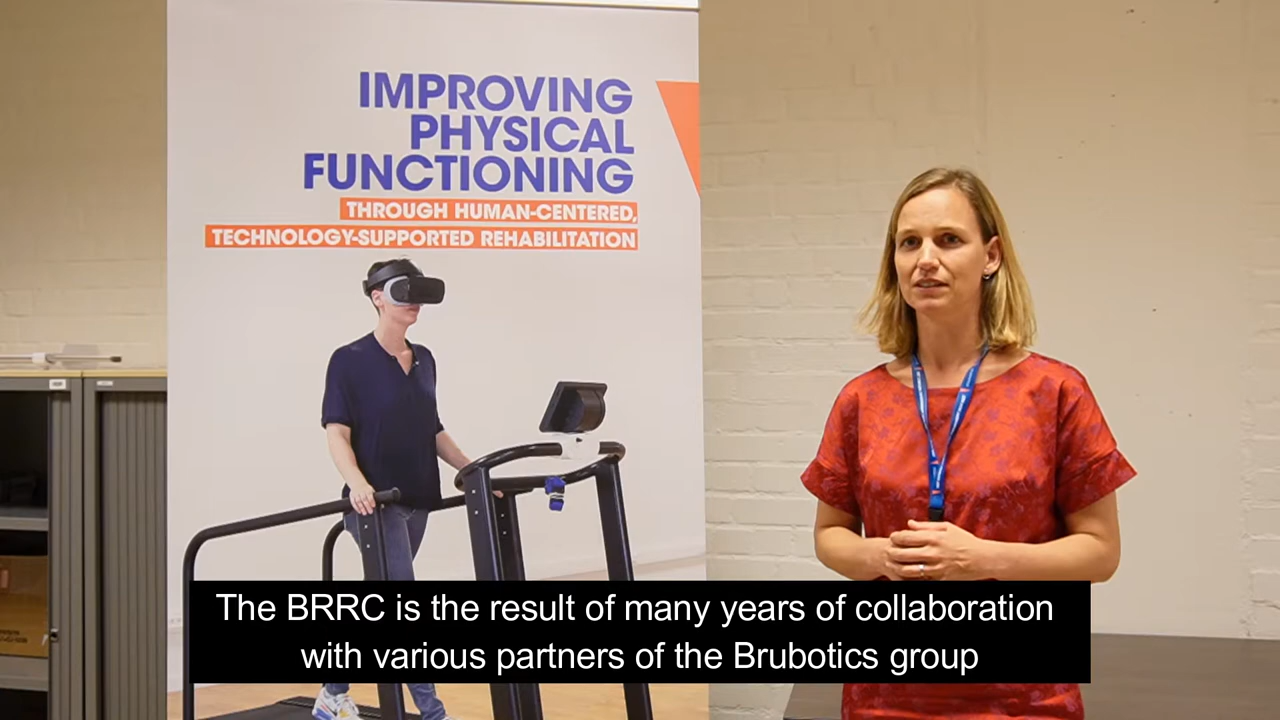 IMPROVING
PHYSICAL
FUNCTIONING
THROUGH HUMAN-CENTERED,
TECHNOLOGY-SUPPORTED REHABILITATION
The BRRC is the result of many years of collaboration
with various partners of the Brubotics group